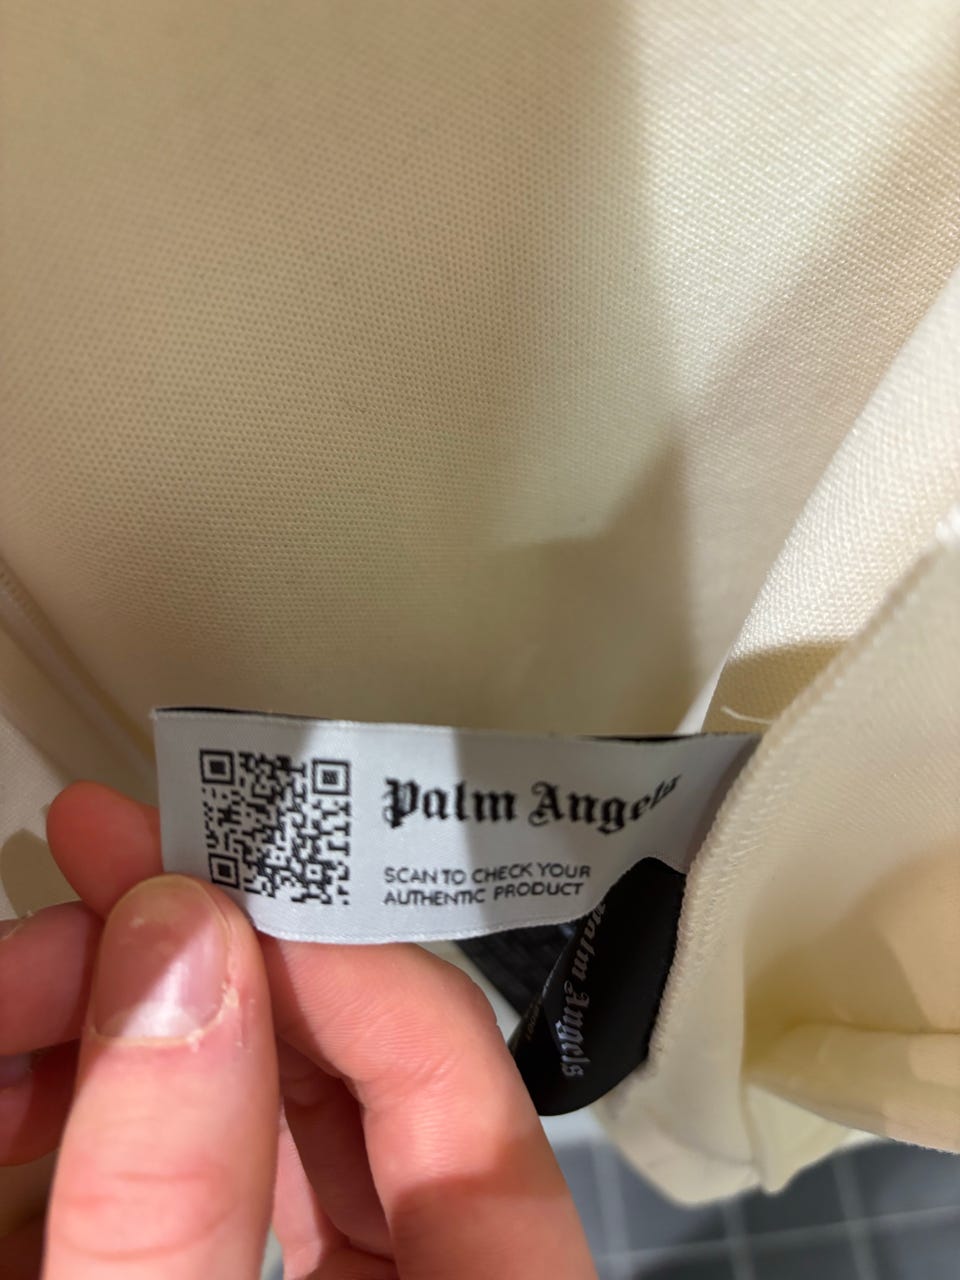 Palm Angels
SCAN TO CHECK YOUR
AUTHENTIC PRODUCT
Palm Angels